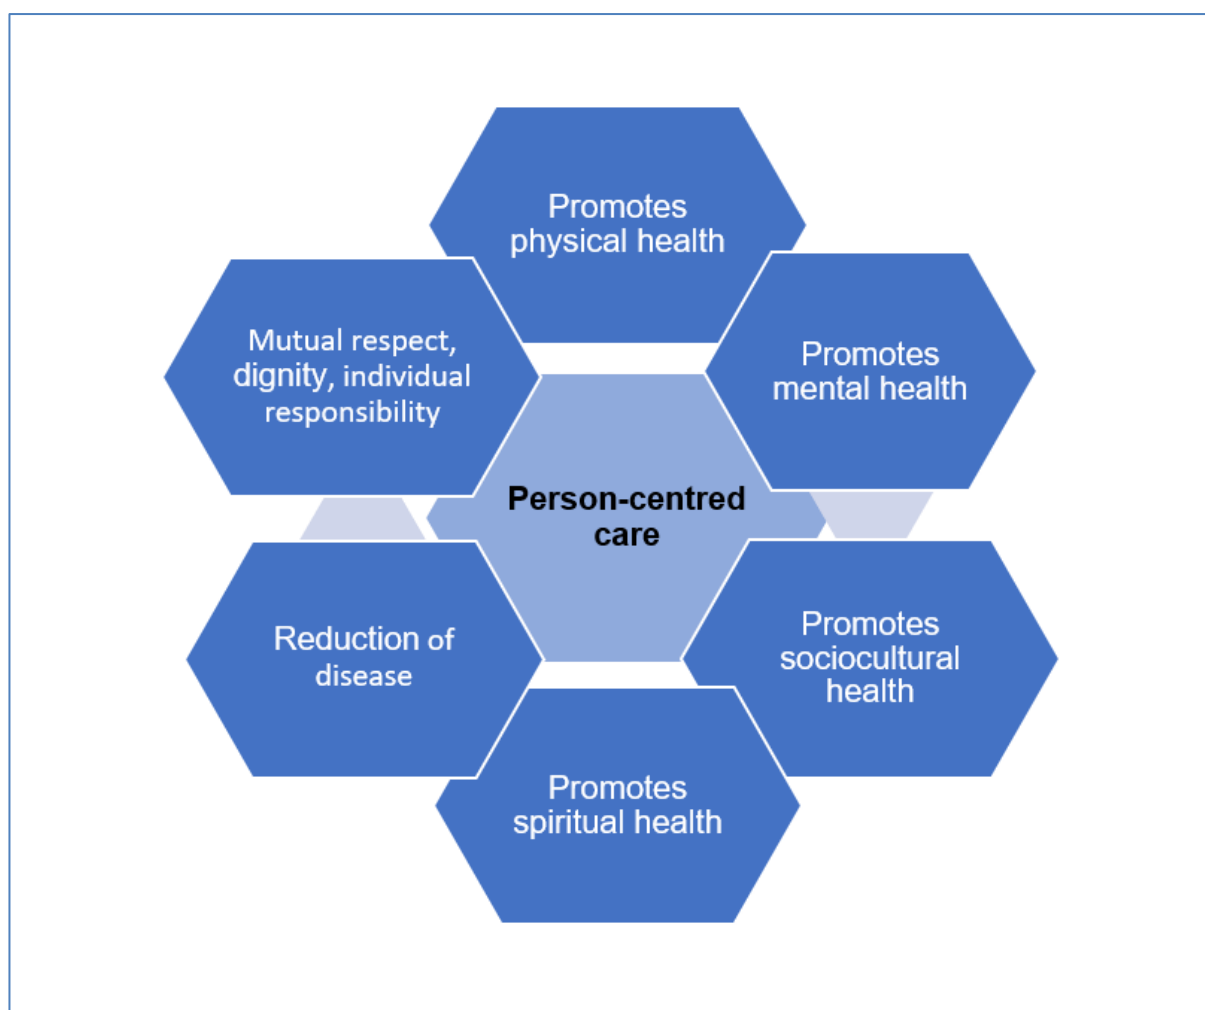 Promotes
physical health
Promotes
mental health
Mutual respect,
dignity, individual
responsibility
Person-centred
care
Promotes
sociocultural
health
Reduction of
disease
Promotes
spiritual health